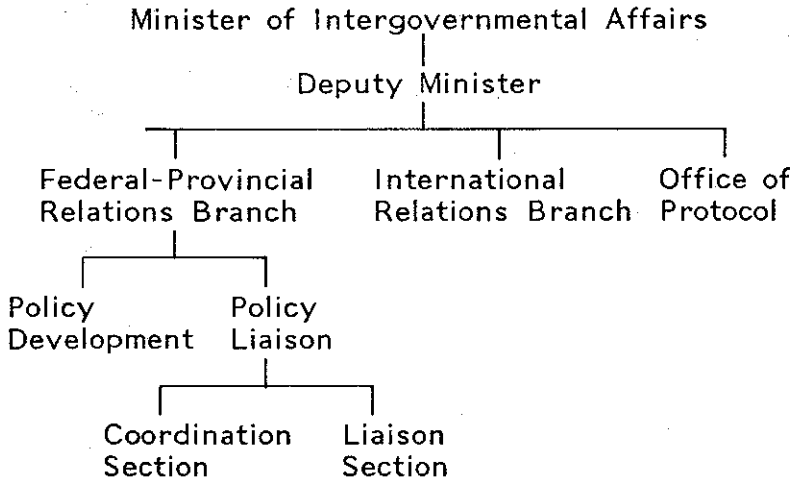 Minister of Intergovernmental Affairs
Deputy Minister
Federal-Provincial
Relations Branch
International
Relations Branch
Office of
Protocol
Policy
Development
Policy
Liaison
Coordination
Section
Liaison
Section